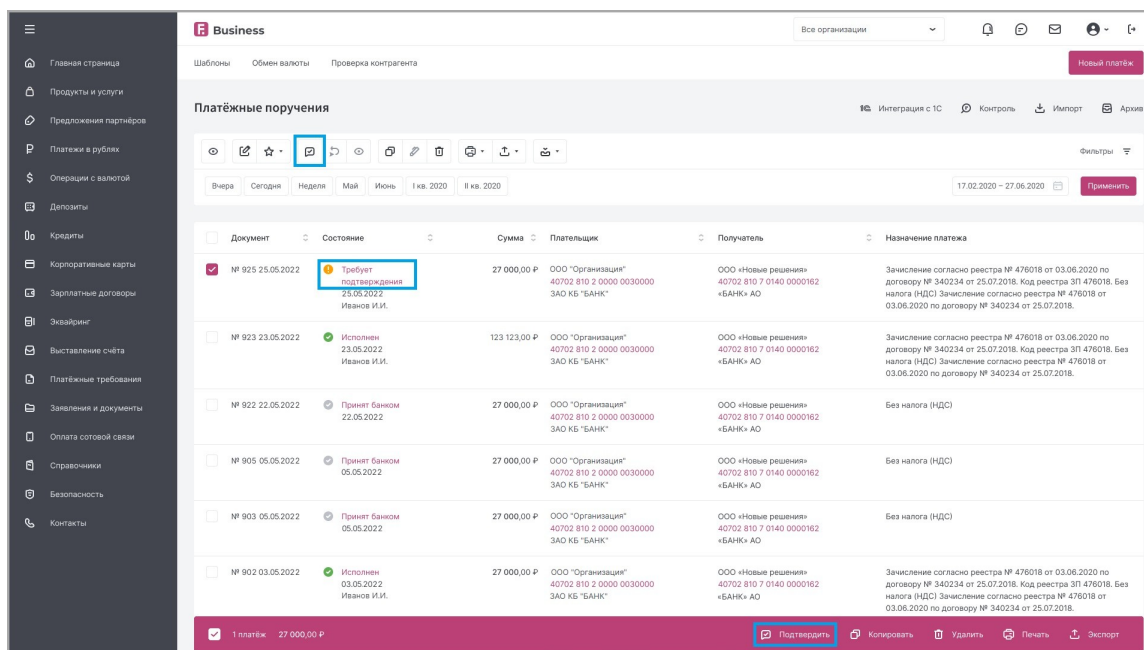 F. Business
Все организации
Главная страница
Продукты и услуги
Предложения партнёров
Платежи в рублях
Операции с валютой
Депозиты
Кредиты
Корпоративные карты
Зарплатные договоры
Эквайринг
Выставление счёта
Платёжные требования
Заявления и документы
Оплата сотовой связи
Справочники
Безопасность
Контакты
Шаблоны Обмен валюты Проверка контрагента Новый платёж
Платёжные поручения 1С Интеграция с 1С Контроль Импорт Архив
Фильтры
Вчера Сегодня Неделя Май Июнь I кв. 2020 II кв. 2020 17.02.2020 – 27.06.2020 Применить
Документ Состояние Сумма Плательщик Получатель Назначение платежа
№ 925 25.05.2022 Требует 27 000,00 ₽ ООО "Организация" ООО «Новые решения» Зачисление согласно реестра № 476018 от 03.06.2020 по
подтверждения 40702 810 2 0000 0030000 40702 810 7 0140 0000162 договору № 340234 от 25.07.2018. Код реестра ЗП 476018. Без
25.05.2022 ЗАО КБ "БАНК" «БАНК» АО налога (НДС) Зачисление согласно реестра № 476018 от
Иванов И.И. 03.06.2020 по договору № 340234 от 25.07.2018.
№ 923 23.05.2022 Исполнен 123 123,00 ₽ ООО "Организация" ООО «Новые решения» Зачисление согласно реестра № 476018 от 03.06.2020 по
23.05.2022 40702 810 2 0000 0030000 40702 810 7 0140 0000162 договору № 340234 от 25.07.2018. Код реестра ЗП 476018. Без
Иванов И.И. ЗАО КБ "БАНК" «БАНК» АО налога (НДС) Зачисление согласно реестра № 476018 от
03.06.2020 по договору № 340234 от 25.07.2018.
№ 922 22.05.2022 Принят банком 27 000,00 ₽ ООО "Организация" ООО «Новые решения» Без налога (НДС)
22.05.2022 40702 810 2 0000 0030000 40702 810 7 0140 0000162
ЗАО КБ "БАНК" «БАНК» АО
№ 905 05.05.2022 Принят банком 27 000,00 ₽ ООО "Организация" ООО «Новые решения» Без налога (НДС)
05.05.2022 40702 810 2 0000 0030000 40702 810 7 0140 0000162
ЗАО КБ "БАНК" «БАНК» АО
№ 903 05.05.2022 Принят банком 27 000,00 ₽ ООО "Организация" ООО «Новые решения» Без налога (НДС)
05.05.2022 40702 810 2 0000 0030000 40702 810 7 0140 0000162
ЗАО КБ "БАНК" «БАНК» АО
№ 902 03.05.2022 Исполнен 27 000,00 ₽ ООО "Организация" ООО «Новые решения» Зачисление согласно реестра № 476018 от 03.06.2020 по
03.05.2022 40702 810 2 0000 0030000 40702 810 7 0140 0000162 договору № 340234 от 25.07.2018. Код реестра ЗП 476018. Без
Иванов И.И. ЗАО КБ "БАНК" «БАНК» АО налога (НДС) Зачисление согласно реестра № 476018 от
03.06.2020 по договору № 340234 от 25.07.2018.
1 платёж 27 000,00 ₽ Подтвердить Копировать Удалить Печать Экспорт